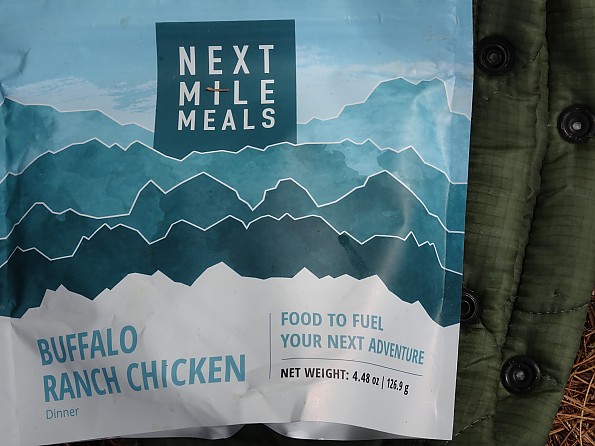 NEXT
MILE
MEALS
BUFFALO
RANCH CHICKEN
Dinner
FOOD TO FUEL
YOUR NEXT ADVENTURE
NET WEIGHT: 4.48 oz | 126.9 g